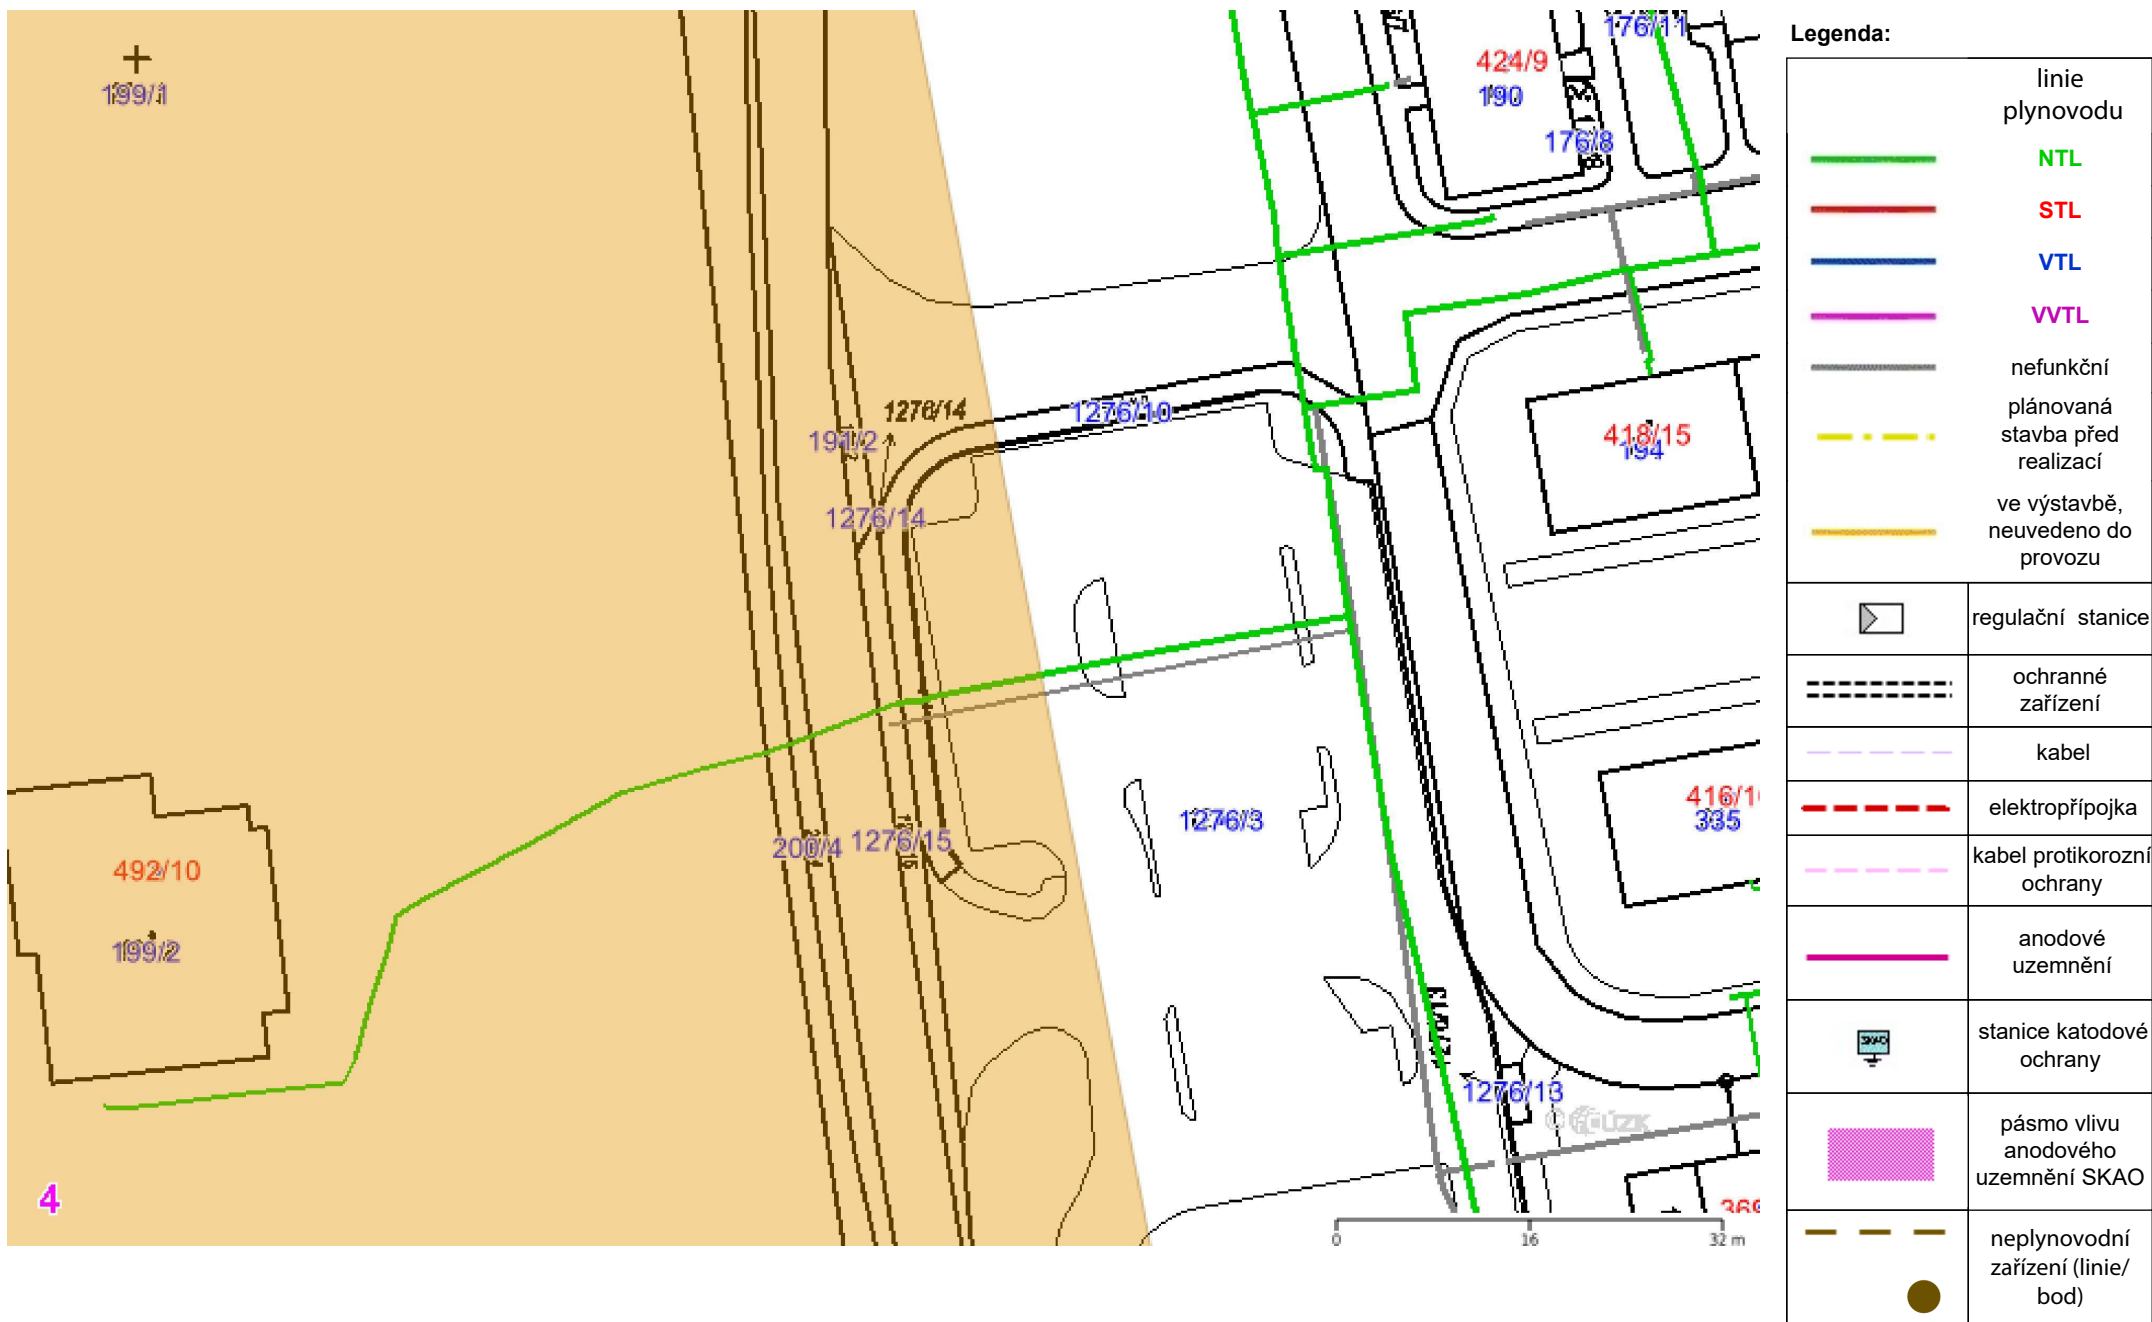 199/1
176/11
424/9
190
176/8
1276/14
1276/10
191/2
1276/14
418/15
194
1276/3
416/1
335
200/4
1276/15
492/10
199/2
1276/13
4
0
16
32 m
Legenda:
linie
plynovodu
NTL
STL
VTL
VVTL
nefunkční
plánovaná
stavba před
realizací
ve výstavbě,
neuvedeno do
provozu
regulační stanice
ochranné
zařízení
kabel
elektropřípojka
kabel protikorozní
ochrany
anodové
uzemnění
SKAO
stanice katodové
ochrany
pásmo vlivu
anodového
uzemnění SKAO
neplynovodní
zařízení (linie/
bod)